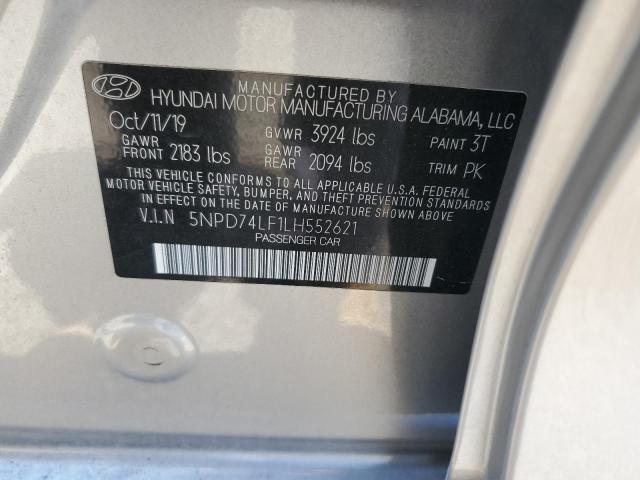 MANUFACTURED BY
HYUNDAI MOTOR MANUFACTURING ALABAMA, LLC
Oct/11/19 GVWR 3924 lbs PAINT 3T
GAWR FRONT 2183 lbs GAWR REAR 2094 lbs TRIM PK
THIS VEHICLE CONFORMS TO ALL APPLICABLE U.S.A. FEDERAL
MOTOR VEHICLE SAFETY, BUMPER, AND THEFT PREVENTION STANDARDS
IN EFFECT ON THE DATE OF MANUFACTURE SHOWN ABOVE.
V.I.N 5NPD74LF1LH552621
PASSENGER CAR